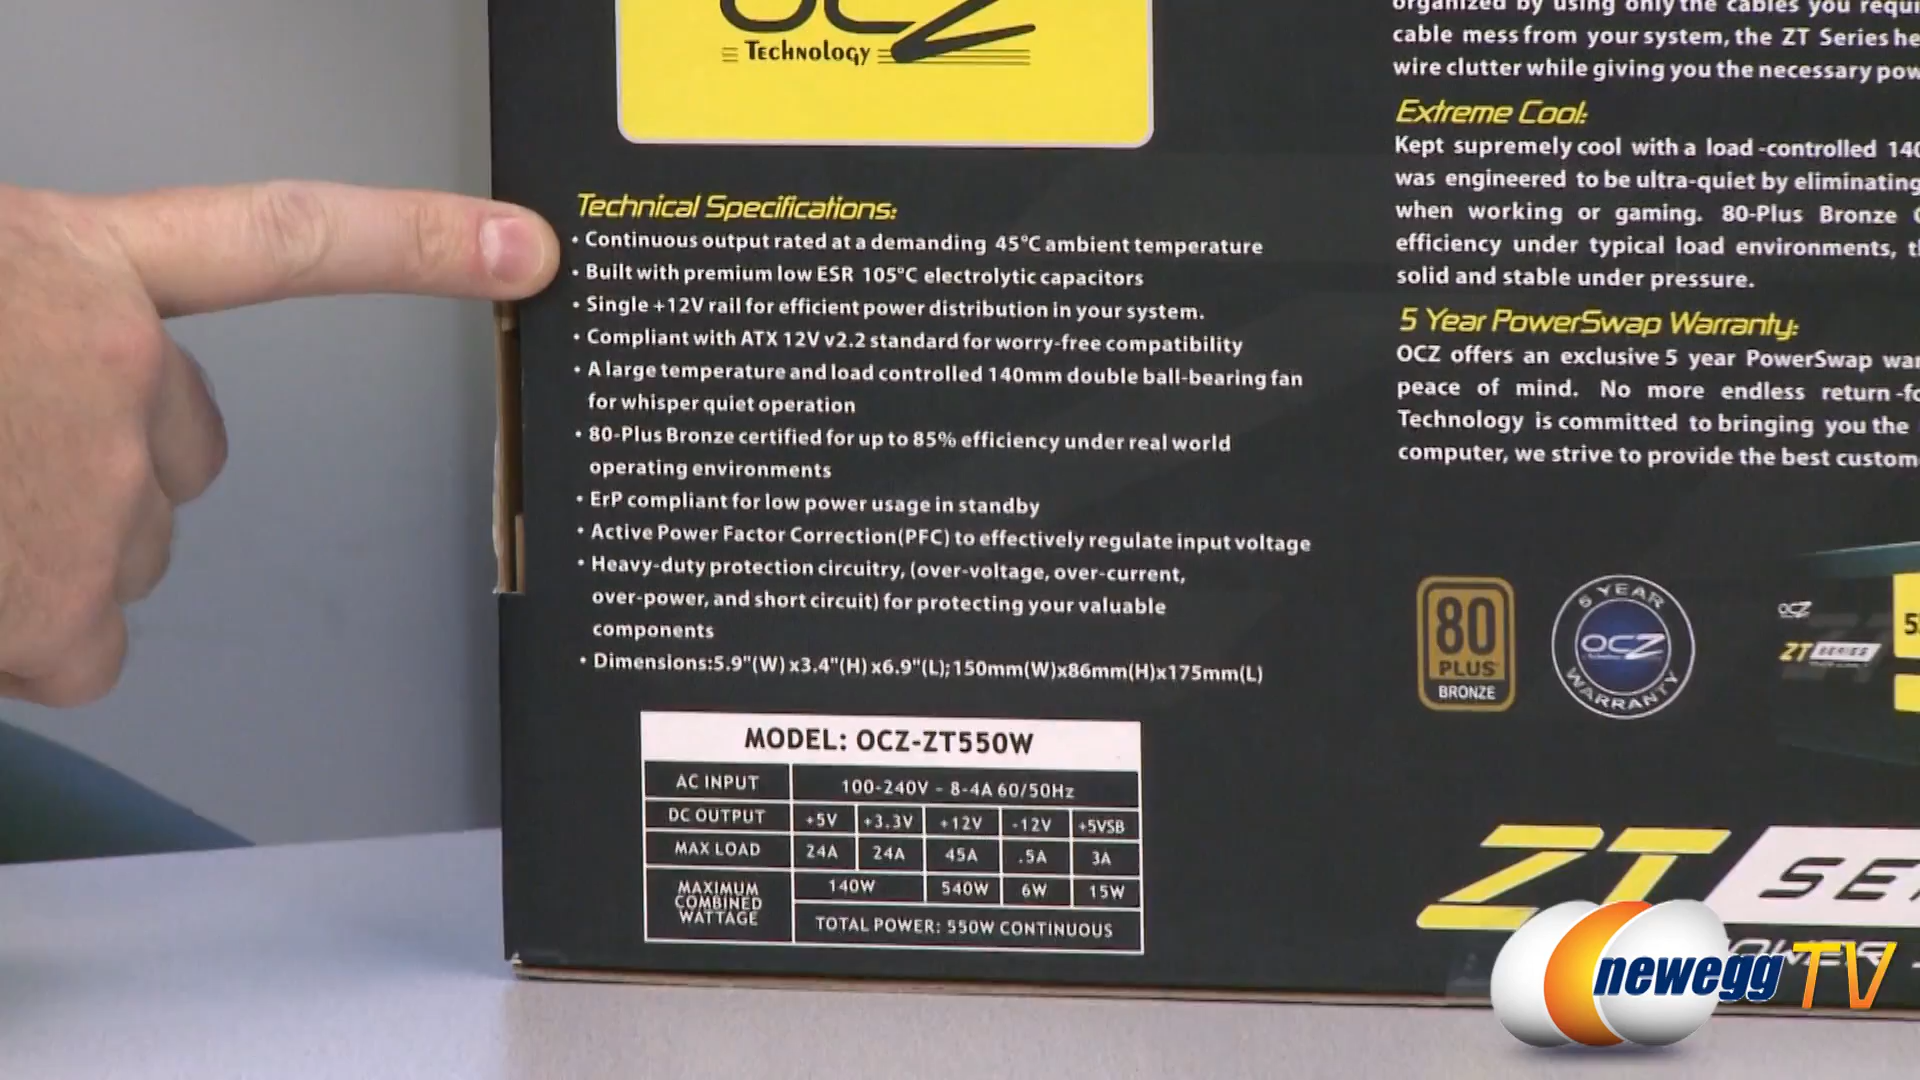 OCZ
Technology
Technical Specifications:
• Continuous output rated at a demanding 45°C ambient temperature
• Built with premium low ESR 105°C electrolytic capacitors
• Single +12V rail for efficient power distribution in your system.
• Compliant with ATX 12V v2.2 standard for worry-free compatibility
• A large temperature and load controlled 140mm double ball-bearing fan
for whisper quiet operation
• 80-Plus Bronze certified for up to 85% efficiency under real world
operating environments
• ErP compliant for low power usage in standby
• Active Power Factor Correction(PFC) to effectively regulate input voltage
• Heavy-duty protection circuitry, (over-voltage, over-current,
over-power, and short circuit) for protecting your valuable
components
• Dimensions:5.9"(W) x3.4"(H) x6.9"(L); 150mm(W)x86mm(H)x175mm(L)
MODEL: OCZ-ZT550W
AC INPUT 100-240V - 8-4A 60/50Hz
DC OUTPUT +5V +3.3V +12V -12V +5VSB
MAX LOAD 24A 24A 45A .5A 3A
MAXIMUM COMBINED WATTAGE 140W 540W 6W 15W
TOTAL POWER: 550W CONTINUOUS
organized by using only the cables you
cable mess from your system, the ZT Series
wire clutter while giving you the necessary
Extreme Cool:
Kept supremely cool with a load -controlled
was engineered to be ultra-quiet by eliminating
when working or gaming. 80-Plus Bronze
efficiency under typical load environments,
solid and stable under pressure.
5 Year PowerSwap Warranty:
OCZ offers an exclusive 5 year PowerSwap
peace of mind. No more endless
Technology is committed to bringing you the
computer, we strive to provide the best
80
PLUS
BRONZE
5 YEAR
OCZ
WARRANTY
OCZ
ZT SERIES
ZT SE
newegg TV